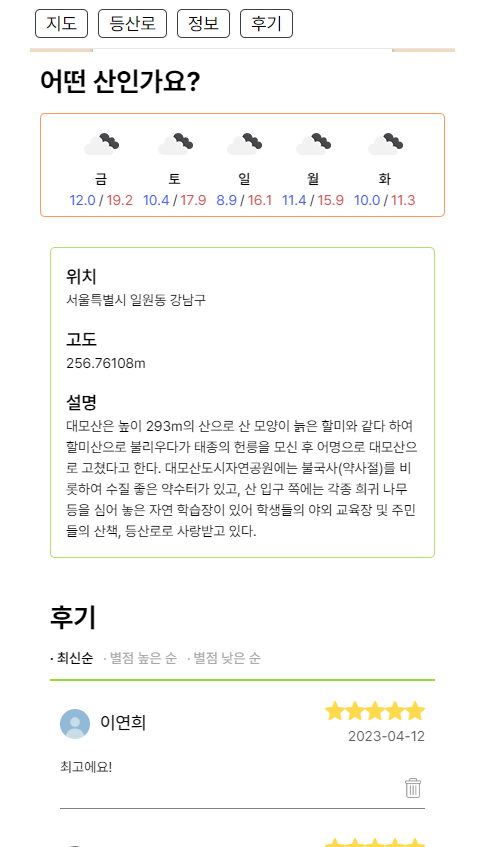 지도 등산로 정보 후기
어떤 산인가요?
금 토 일 월 화
12.0 / 19.2 10.4 / 17.9 8.9 / 16.1 11.4 / 15.9 10.0 / 11.3
위치
서울특별시 일원동 강남구
고도
256.76108m
설명
대모산은 높이 293m의 산으로 산 모양이 늙은 할미와 같다 하여
할미산으로 불리우다가 태종의 헌릉을 모신 후 어명으로 대모산으
로 고쳤다고 한다. 대모산도시자연공원에는 불국사(약사절)를 비
롯하여 수질 좋은 약수터가 있고, 산 입구 쪽에는 각종 희귀 나무
등을 심어 놓은 자연 학습장이 있어 학생들의 야외 교육장 및 주민
들의 산책, 등산로로 사랑받고 있다.
후기
· 최신순 · 별점 높은 순 · 별점 낮은 순
이연희
2023-04-12
최고에요!